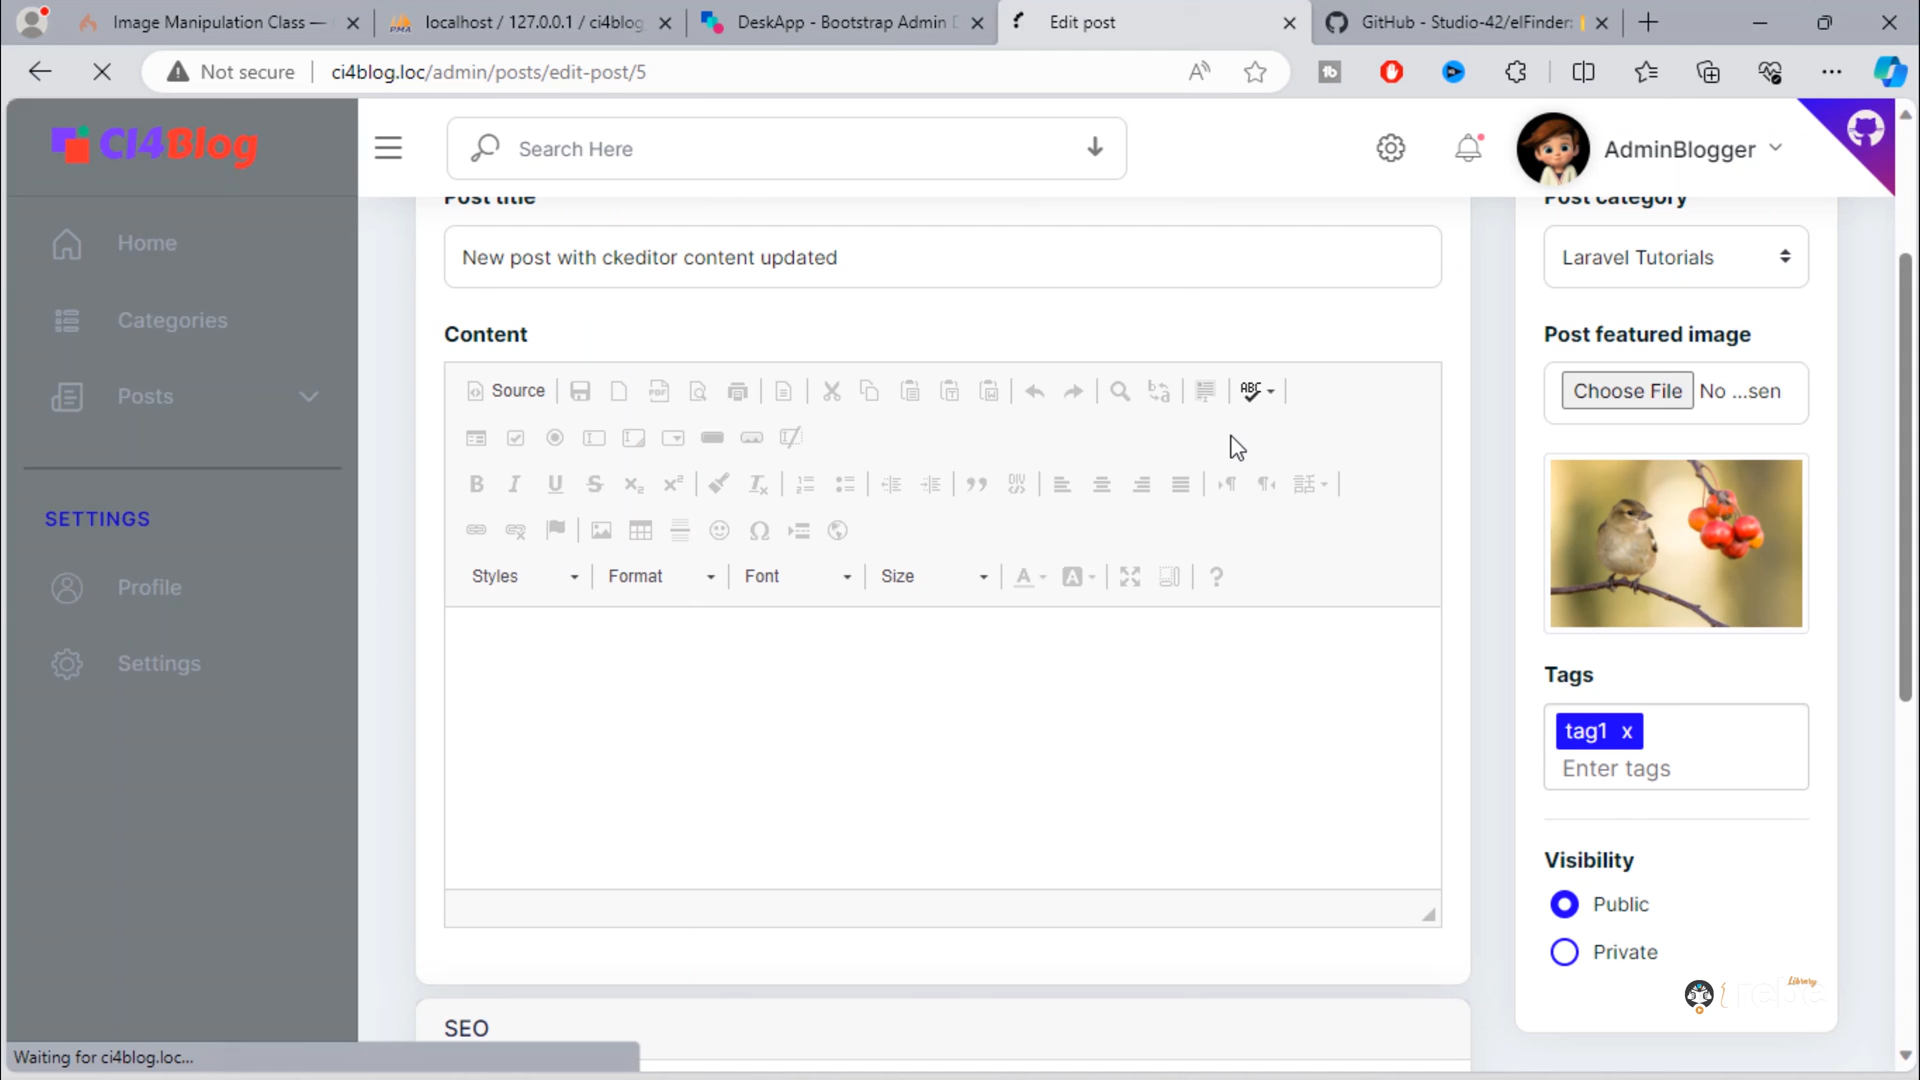 Image Manipulation Class —
localhost / 127.0.0.1 / ci4blog
DeskApp - Bootstrap Admin D
Edit post
GitHub - Studio-42/elFinder:
Not secure
ci4blog.loc/admin/posts/edit-post/5
CI4Blog
Search Here
AdminBlogger
Home
Categories
Posts
SETTINGS
Profile
Settings
Post title
New post with ckeditor content updated
Content
Source
Styles
Format
Font
Size
Post category
Laravel Tutorials
Post featured image
Choose File No ...sen
Tags
tag1 x
Enter tags
Visibility
Public
Private
SEO
Library
Waiting for ci4blog.loc...